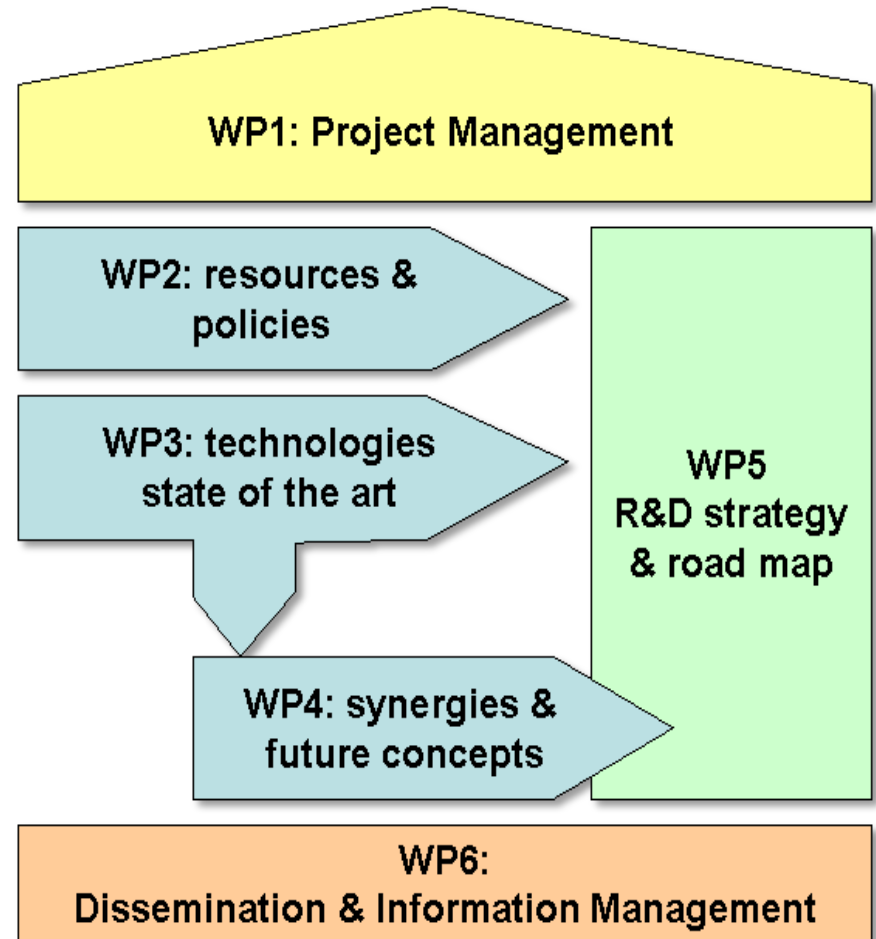 WP1: Project Management
WP2: resources &
policies
WP3: technologies
state of the art
WP5
R&D strategy
& road map
WP4: synergies &
future concepts
WP6:
Dissemination & Information Management